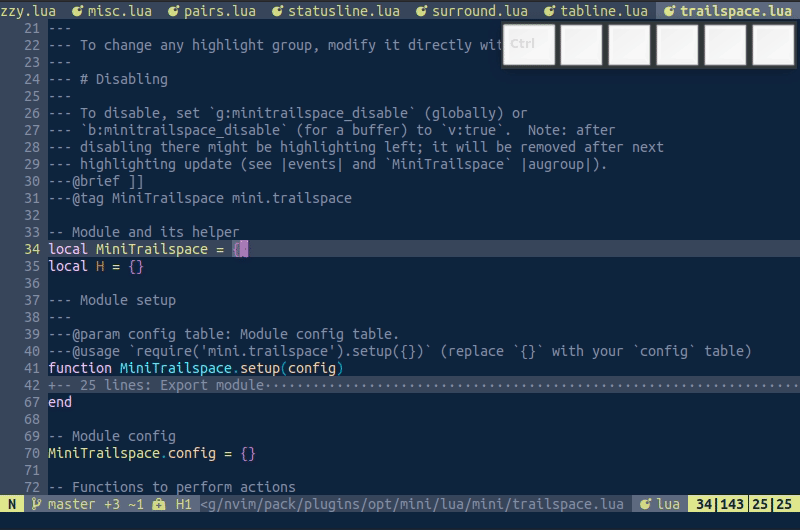 zzy.lua misc.lua pairs.lua statusline.lua surround.lua tabline.lua trailspace.lua
Ctrl
21 ---
22 --- To change any highlight group, modify it directly wit
23 ---
24 --- # Disabling
25 ---
26 --- To disable, set `g:minitrailspace_disable` (globally) or
27 --- `b:minitrailspace_disable` (for a buffer) to `v:true`.  Note: after
28 --- disabling there might be highlighting left; it will be removed after next
29 --- highlighting update (see |events| and `MiniTrailspace` |augroup|).
30 ---@brief ]]
31 ---@tag MiniTrailspace mini.trailspace
32
33 -- Module and its helper
34 local MiniTrailspace = {}
35 local H = {}
36
37 --- Module setup
38 ---
39 ---@param config table: Module config table.
40 ---@usage `require('mini.trailspace').setup({})` (replace `{}` with your `config` table)
41 function MiniTrailspace.setup(config)
42 +-- 25 lines: Export module
67 end
68
69 -- Module config
70 MiniTrailspace.config = {}
71
72 -- Functions to perform actions
N master +3 ~1 H1 <g/nvim/pack/plugins/opt/mini/lua/mini/trailspace.lua lua 34|143│25|25